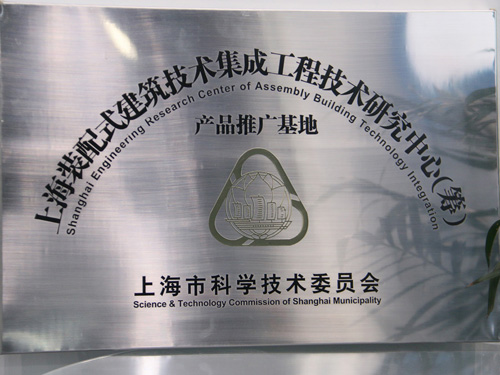 上海装配式建筑技术集成工程技术研究中心(筹)
Shanghai Engineering Research Center of Assembly Building Technology Integration
产品推广基地
上海市科学技术委员会
Science & Technology Commission of Shanghai Municipality